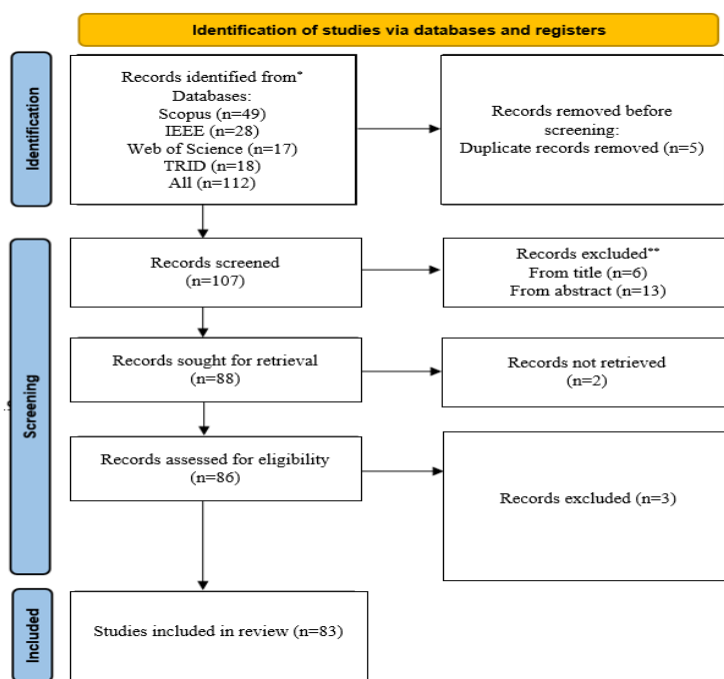 Identification of studies via databases and registers
Identification
Records identified from*
Databases:
Scopus (n=49)
IEEE (n=28)
Web of Science (n=17)
TRID (n=18)
All (n=112)
Records removed before
screening:
Duplicate records removed (n=5)
Screening
Records screened
(n=107)
Records excluded**
From title (n=6)
From abstract (n=13)
Records sought for retrieval
(n=88)
Records not retrieved
(n=2)
Records assessed for eligibility
(n=86)
Records excluded (n=3)
Included
Studies included in review (n=83)